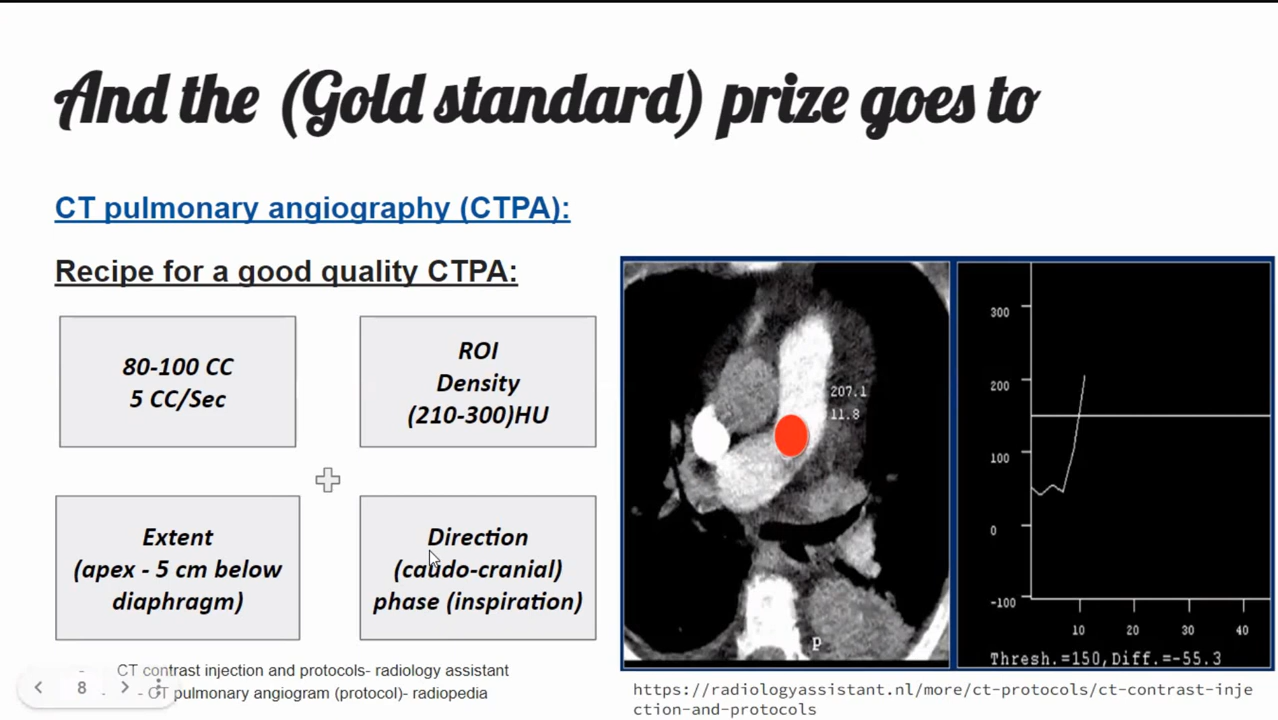 And the (Gold standard) prize goes to
CT pulmonary angiography (CTPA):
Recipe for a good quality CTPA:
80-100 CC
5 CC/Sec
ROI
Density
(210-300)HU
Extent
(apex - 5 cm below
diaphragm)
Direction
(caudo-cranial)
phase (inspiration)
207.1
11.8
p
300
200
100
0
-100
10
20
30
40
Thresh.=150,Diff.=-55.3
- CT contrast injection and protocols- radiology assistant
- - CT pulmonary angiogram (protocol)- radiopedia
8
https://radiologyassistant.nl/more/ct-protocols/ct-contrast-inje
ction-and-protocols